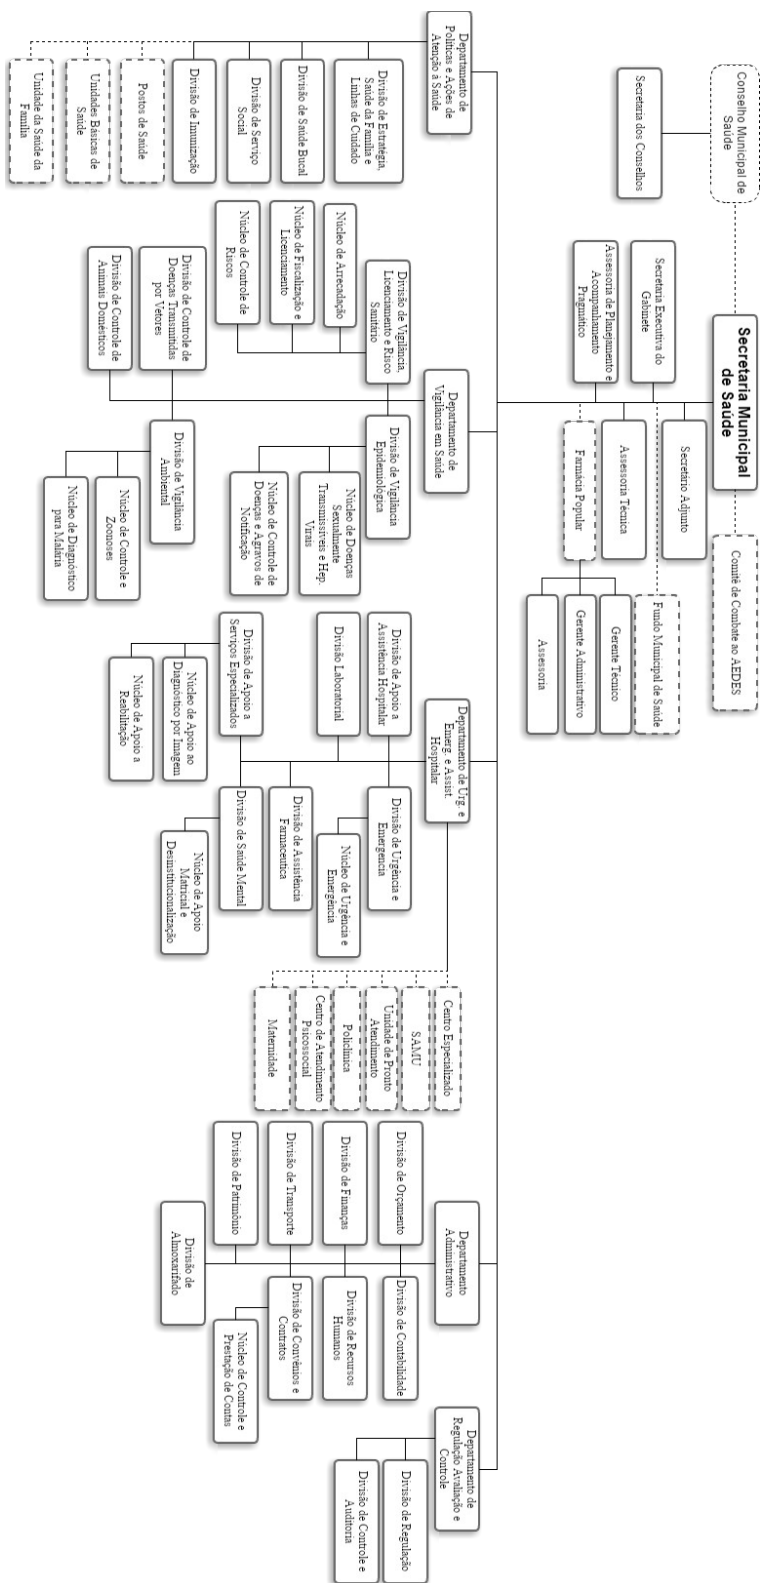 Conselho Municipal de
Saúde
Secretaria Municipal
de Saúde
Comitê de Combate ao AEDES
Secretaria dos Conselhos
Secretaria Executiva do
Gabinete
Secretário Adjunto
Fundo Municipal de Saúde
Assessoria de Planejamento e
Acompanhamento
Pragmático
Assessoria Técnica
Farmácia Popular
Gerente Técnico
Gerente Administrativo
Assessoria
Departamento de
Políticas e Ações de
Atenção à Saúde
Divisão de Estratégia,
Saúde da Família e
Linhas de Cuidado
Divisão de Saúde Bucal
Divisão de Serviço
Social
Divisão de Imunização
Postos de Saúde
Unidades Básicas de
Saúde
Unidade da Saúde da
Família
Departamento de
Vigilância em Saúde
Divisão de Vigilância,
Licenciamento e Risco
Sanitário
Núcleo de Arrecadação
Núcleo de Fiscalização e
Licenciamento
Núcleo de Controle de
Riscos
Divisão de Vigilância
Epidemiologica
Núcleo de Doenças
Sexualmente
Transmissíveis e Hep.
Virais
Núcleo de Controle de
Doenças e Agravos de
Notificação
Divisão de Controle de
Doenças Transmitidas
por Vetores
Divisão de Controle de
Animais Domésticos
Divisão de Vigilância
Ambiental
Núcleo de Controle e
Zoonoses
Núcleo de Diagnóstico
para Malária
Departamento de Urg. e
Emerg. e Assist.
Hospitalar
Divisão de Apoio a
Assistência Hospitalar
Divisão Laboratorial
Divisão de Apoio a
Serviços Especializados
Núcleo de Apoio ao
Diagnóstico por Imagem
Núcleo de Apoio a
Reabilitação
Divisão de Urgência e
Emergência
Núcleo de Urgência e
Emergência
Divisão de Assistência
Farmaceutica
Divisão de Saúde Mental
Núcleo de Apoio
Matricial e
Desinstitucionalização
Centro Especializado
SAMU
Unidade de Pronto
Atendimento
Policlínica
Centro de Atendimento
Psicossocial
Maternidade
Departamento
Administrativo
Divisão de Orçamento
Divisão de Finanças
Divisão de Transporte
Divisão de Patrimônio
Divisão de Contabilidade
Divisão de Recursos
Humanos
Divisão de Convênios e
Contratos
Núcleo de Controle e
Prestação de Contas
Divisão de
Almoxarifado
Departamento de
Regulação Avaliação e
Controle
Divisão de Regulação
Divisão de Controle e
Auditoria